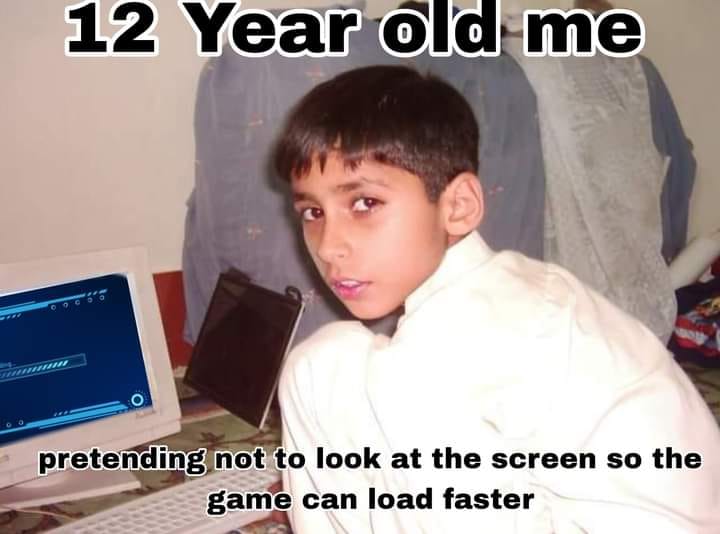 12 Year old me
pretending not to look at the screen so the
game can load faster